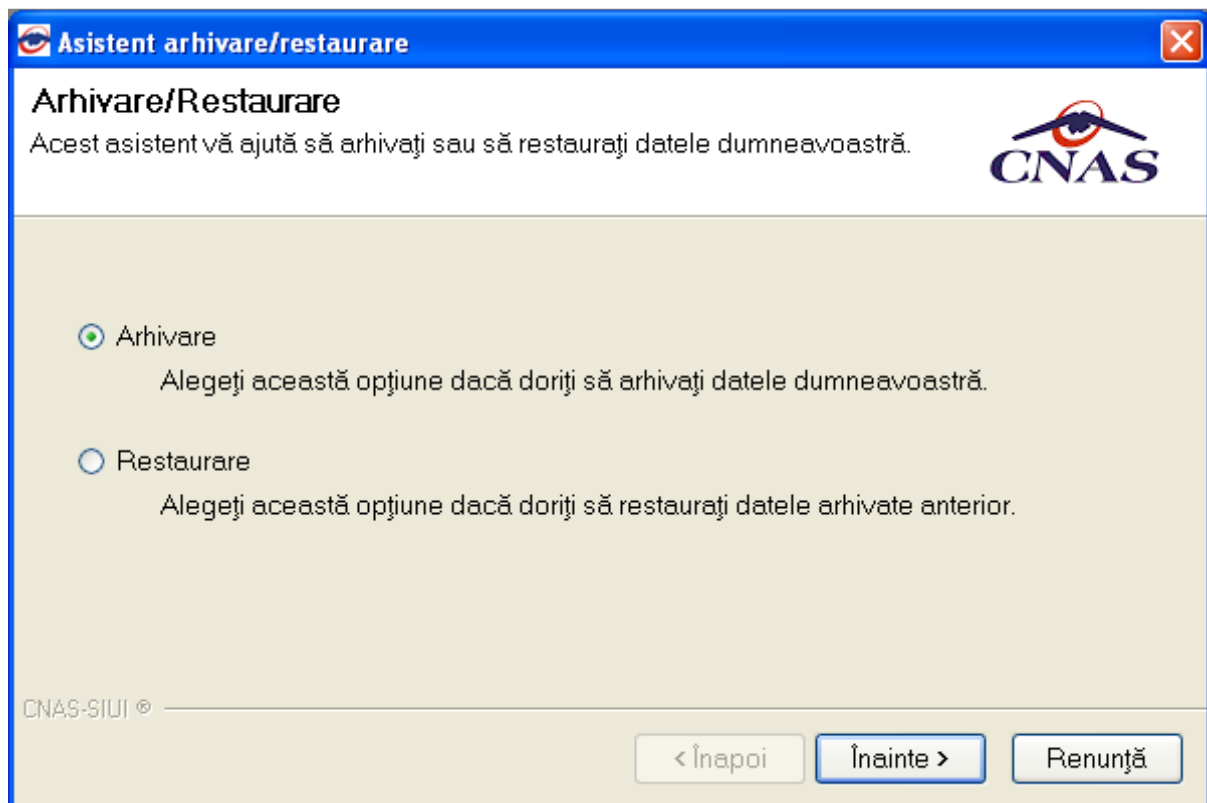 Asistent arhivare/restaurare
Arhivare/Restaurare
Acest asistent vă ajută să arhivaţi sau să restauraţi datele dumneavoastră.
CNAS
Arhivare
Alegeţi această opţiune dacă doriţi să arhivaţi datele dumneavoastră.
Restaurare
Alegeţi această opţiune dacă doriţi să restauraţi datele arhivate anterior.
CNAS-SIUI ®
< Înapoi Înainte > Renunţă